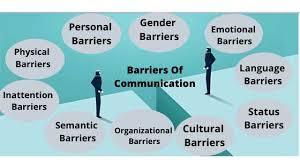 Personal
Barriers
Gender
Barriers
Emotional
Barriers
Physical
Barriers
Barriers Of
Communication
Language
Barriers
Inattention
Barriers
Status
Barriers
Semantic
Barriers
Organizational
Barriers
Cultural
Barriers